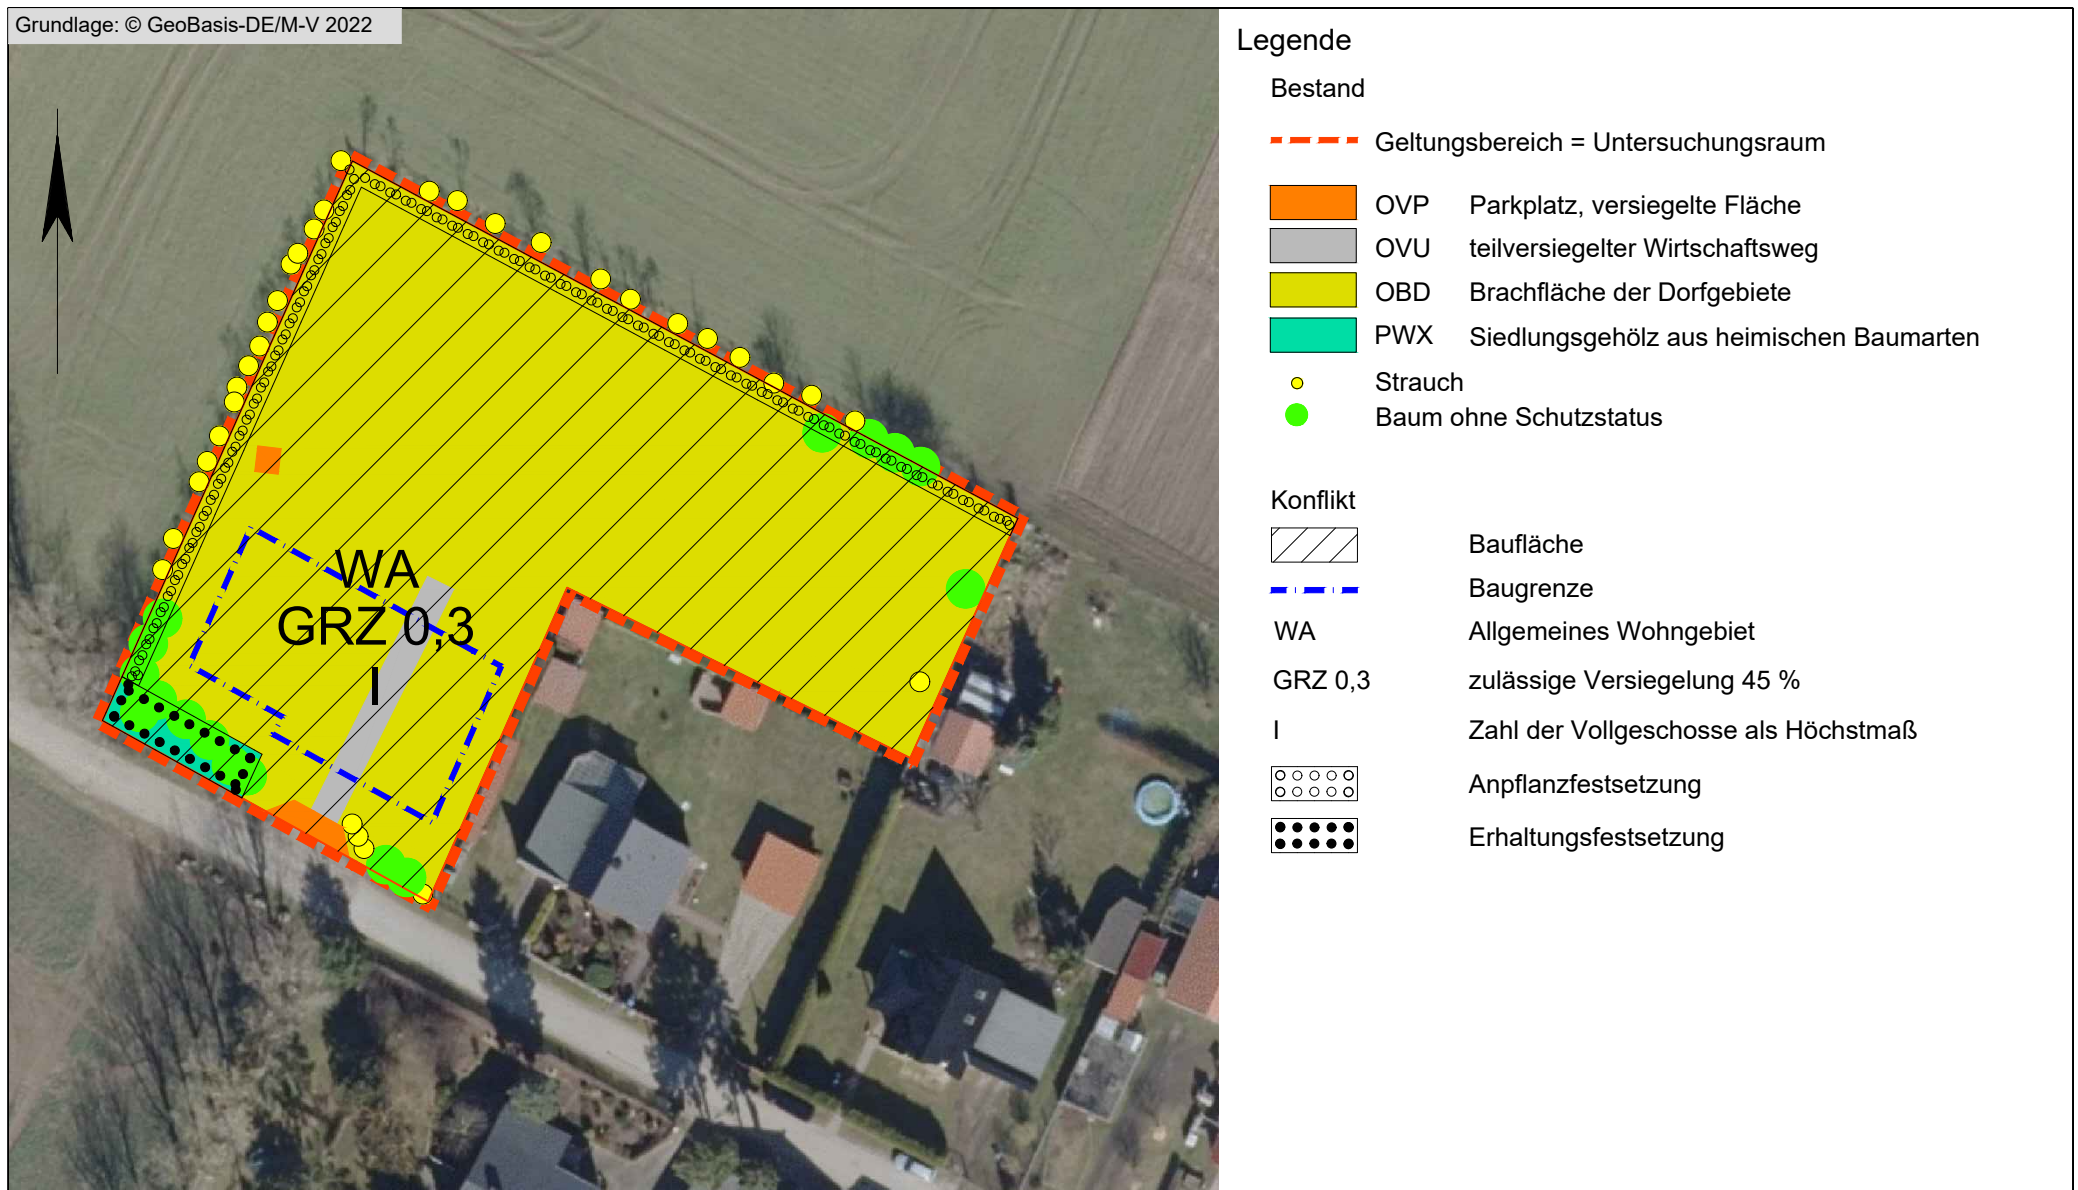 Grundlage: © GeoBasis-DE/M-V 2022
WA
GRZ 0,3
I
Legende
Bestand
Geltungsbereich = Untersuchungsraum
OVP Parkplatz, versiegelte Fläche
OVU teilversiegelter Wirtschaftsweg
OBD Brachfläche der Dorfgebiete
PWX Siedlungsgehölz aus heimischen Baumarten
Strauch
Baum ohne Schutzstatus
Konflikt
Baufläche
Baugrenze
WA Allgemeines Wohngebiet
GRZ 0,3 zulässige Versiegelung 45 %
I Zahl der Vollgeschosse als Höchstmaß
Anpflanzfestsetzung
Erhaltungsfestsetzung